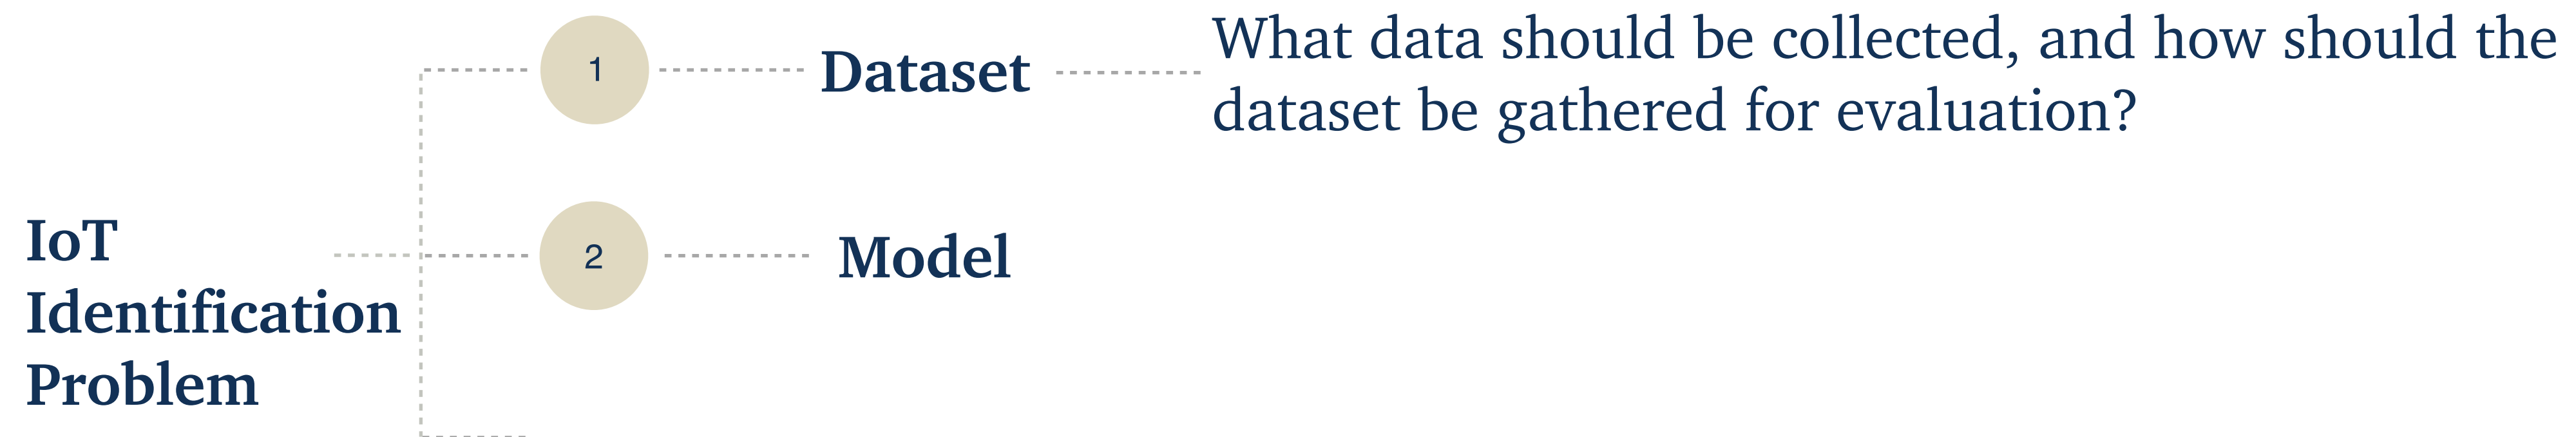 1
Dataset
What data should be collected, and how should the
dataset be gathered for evaluation?
IoT
Identification
Problem
2
Model